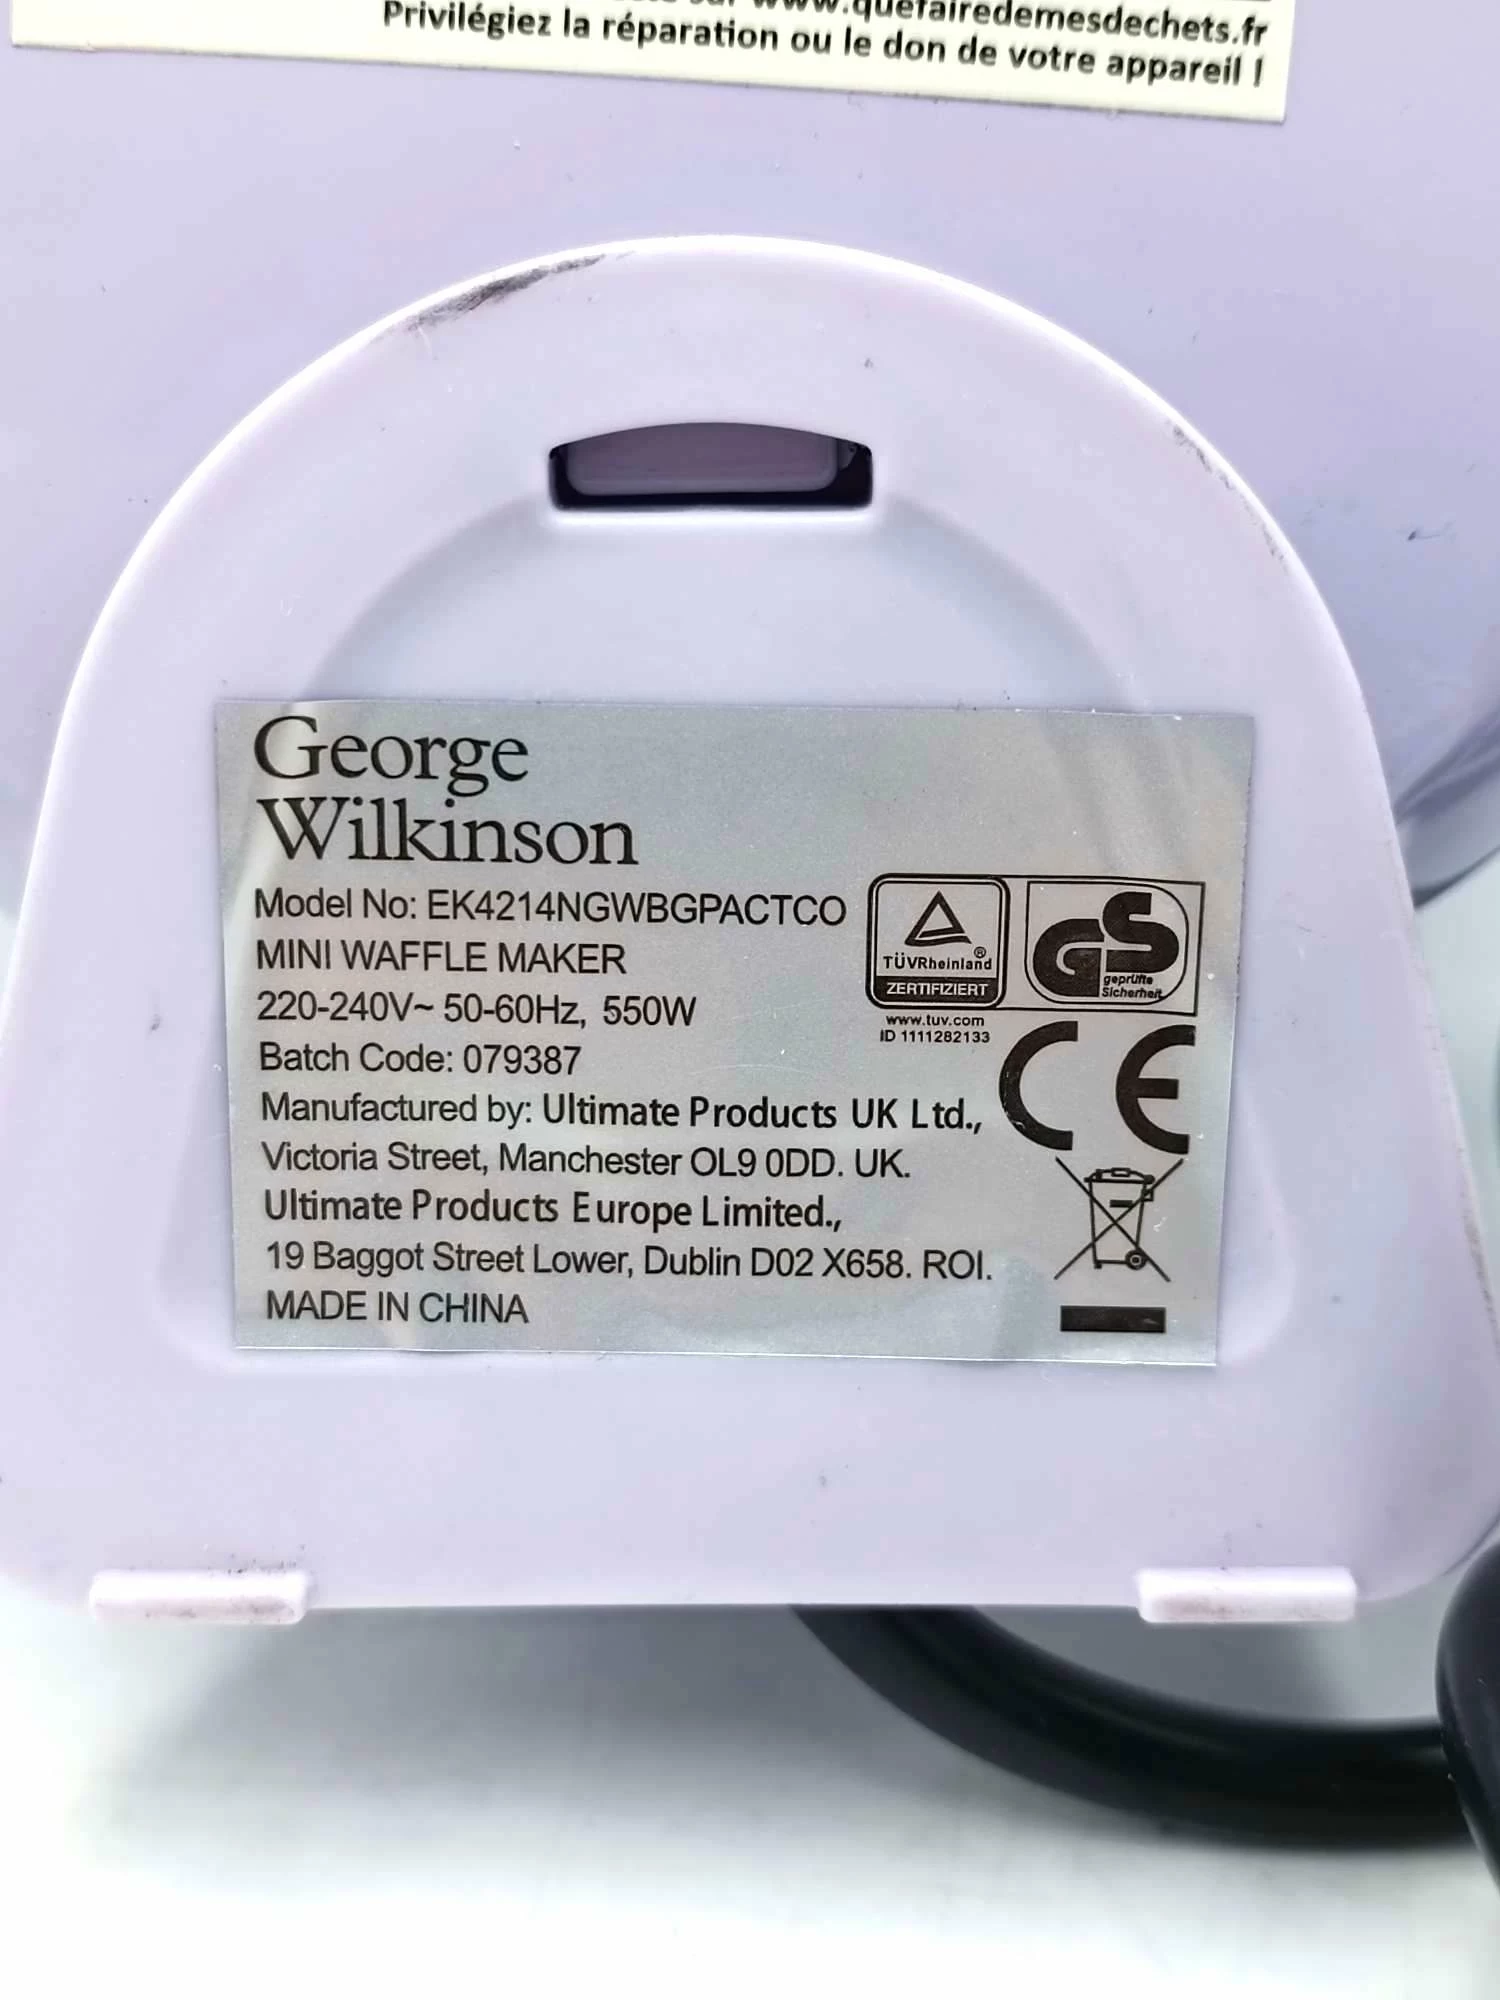 www.quefairedemesdechets.fr
Privilégiez la réparation ou le don de votre appareil !
George
Wilkinson
Model No: EK4214NGWBGPACTCO
MINI WAFFLE MAKER
220-240V~ 50-60Hz, 550W
Batch Code: 079387
Manufactured by: Ultimate Products UK Ltd.,
Victoria Street, Manchester OL9 0DD. UK.
Ultimate Products Europe Limited.,
19 Baggot Street Lower, Dublin D02 X658. ROI.
MADE IN CHINA
TÜVRheinland®
ZERTIFIZIERT
www.tuv.com
ID 1111282133
GS
geprüfte
Sicherheit
CE